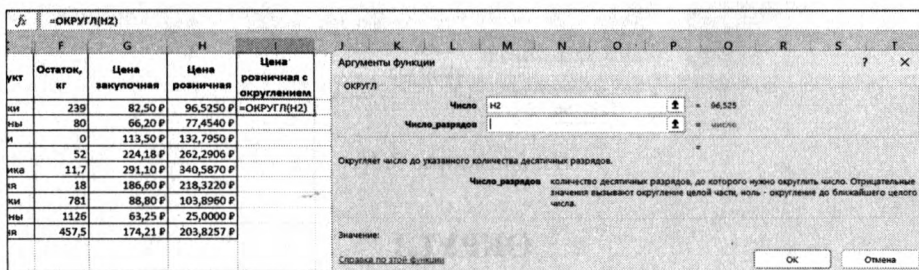 fx =ОКРУГЛ(H2)
F G H I J K L M N O P Q R S T
укт Остаток, кг Цена закупочная Цена розничная Цена розничная с округлением
ки 239 82,50 ₽ 96,5250 ₽ =ОКРУГЛ(H2)
ны 80 66,20 ₽ 77,4540 ₽
и 0 113,50 ₽ 132,7950 ₽
52 224,18 ₽ 262,2906 ₽
ика 11,7 291,10 ₽ 340,5870 ₽
ия 18 186,60 ₽ 218,3220 ₽
ки 781 88,80 ₽ 103,8960 ₽
ны 1126 63,25 ₽ 25,0000 ₽
ия 457,5 174,21 ₽ 203,8257 ₽
Аргументы функции ? ×
ОКРУГЛ
Число H2 = 96,525
Число_разрядов = число
=
Округляет число до указанного количества десятичных разрядов.
Число_разрядов количество десятичных разрядов, до которого нужно округлить число. Отрицательные
значения вызывают округление целой части, ноль - округление до ближайшего целого
числа.
Значение:
Справка по этой функции ОК Отмена